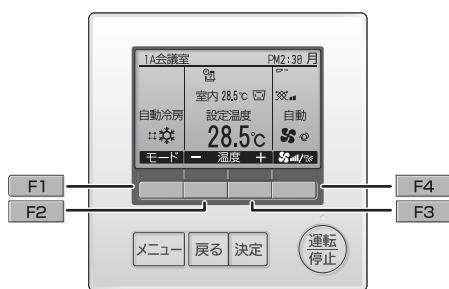 1A会議室 PM2:30 月
室内 28.5℃
自動冷房 設定温度 自動
28.5℃
モード － 温度 ＋
F1 F4
F2 F3
メニュー 戻る 決定 運転
停止